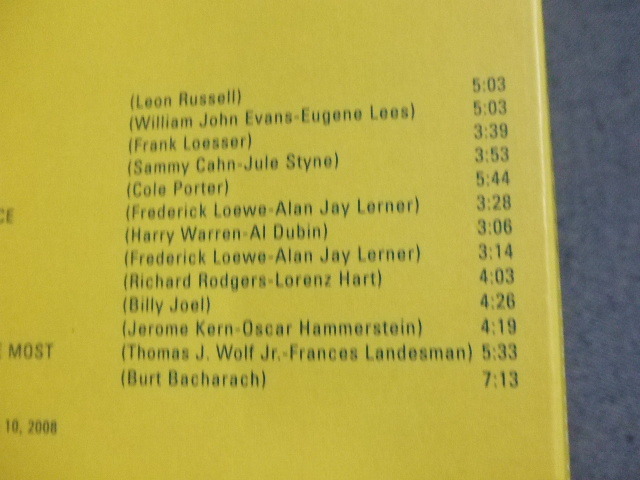 (Leon Russell) 5:03
(William John Evans-Eugene Lees) 5:03
(Frank Loesser) 3:39
(Sammy Cahn-Jule Styne) 3:53
(Cole Porter) 5:44
CE (Frederick Loewe-Alan Jay Lerner) 3:28
(Harry Warren-Al Dubin) 3:06
(Frederick Loewe-Alan Jay Lerner) 3:14
(Richard Rodgers-Lorenz Hart) 4:03
(Billy Joel) 4:26
(Jerome Kern-Oscar Hammerstein) 4:19
MOST (Thomas J. Wolf Jr.-Frances Landesman) 5:33
(Burt Bacharach) 7:13
10, 2008